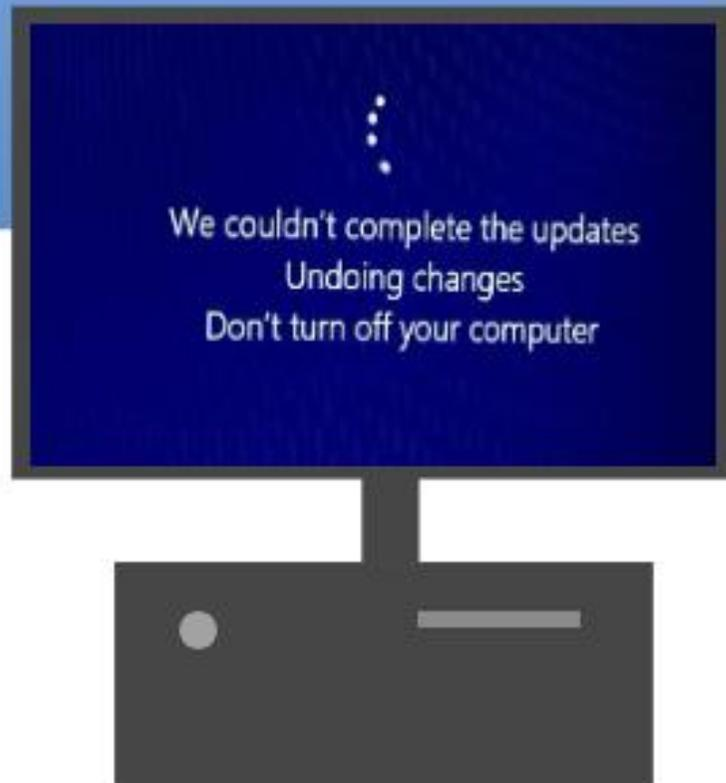 We couldn't complete the updates
Undoing changes
Don't turn off your computer